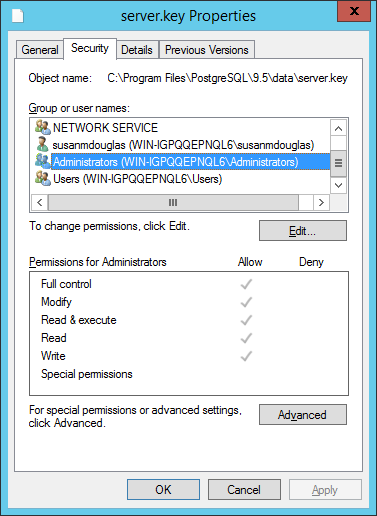 server.key Properties
General Security Details Previous Versions
Object name: C:\Program Files\PostgreSQL\9.5\data\server.key
Group or user names:
NETWORK SERVICE
susanmdouglas (WIN-IGPQQEPNQL6\susanmdouglas)
Administrators (WIN-IGPQQEPNQL6\Administrators)
Users (WIN-IGPQQEPNQL6\Users)
To change permissions, click Edit.
Edit...
Permissions for Administrators Allow Deny
Full control
Modify
Read & execute
Read
Write
Special permissions
For special permissions or advanced settings,
click Advanced.
Advanced
OK Cancel Apply